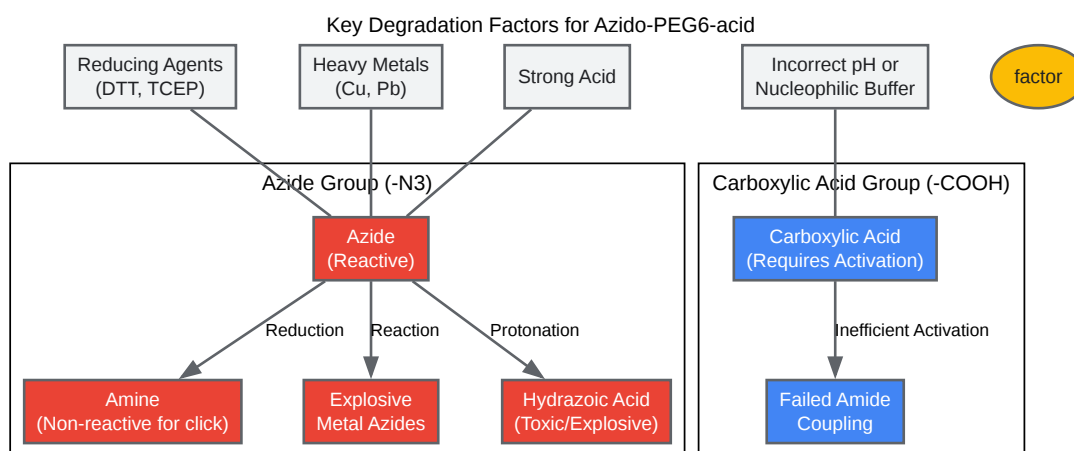 Key Degradation Factors for Azido-PEG6-acid
Reducing Agents
(DTT, TCEP)
Heavy Metals
(Cu, Pb)
Strong Acid
Incorrect pH or
Nucleophilic Buffer
factor
Azide Group (-N3)
Carboxylic Acid Group (-COOH)
Azide
(Reactive)
Carboxylic Acid
(Requires Activation)
Reduction
Reaction
Protonation
Inefficient Activation
Amine
(Non-reactive for click)
Explosive
Metal Azides
Hydrazoic Acid
(Toxic/Explosive)
Failed Amide
Coupling